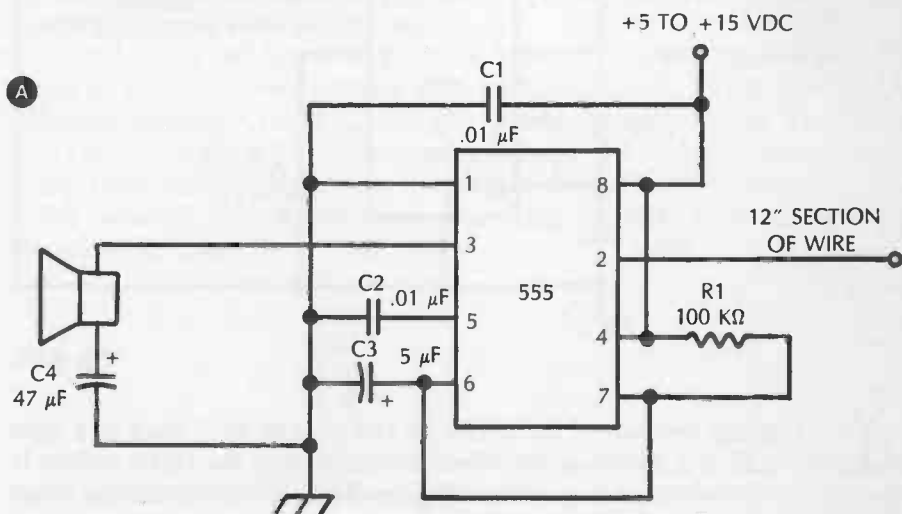 +5 TO +15 VDC
A
C1
.01 μF
1
8
12" SECTION
OF WIRE
3
2
C2
.01 μF
555
R1
100 KΩ
5
4
C3
5 μF
+
C4
47 μF
6
7
+